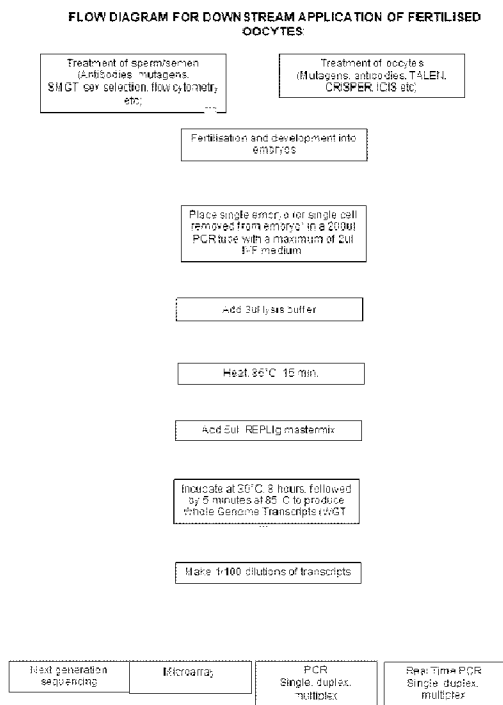 FLOW DIAGRAM FOR DOWNSTREAM APPLICATION OF FERTILISED
OOCYTES
Treatment of sperm/semen
(Antibodies, mutagens,
SMGT, sex selection, flow cytometry
etc)
Treatment of oocytes
(Mutagens, antibodies, TALEN,
CRISPER, ICIS etc)
Fertilisation and development into
embryos
Place single embryo (or single cell
removed from embryo) in a 200ul
PCR tube with a maximum of 2ul
IVF medium
Add lysis buffer
Heat, 15 min.
Add REPLIg mastermix
Incubate at 30°C, 8 hours, followed
by 5 minutes at 85°C to produce
Whole Genome Transcripts (WGT
Make 1/100 dilutions of transcripts
Next generation
sequencing
Microarray
PCR
Single, duplex,
multiplex
Real Time PCR
Single, duplex,
multiplex